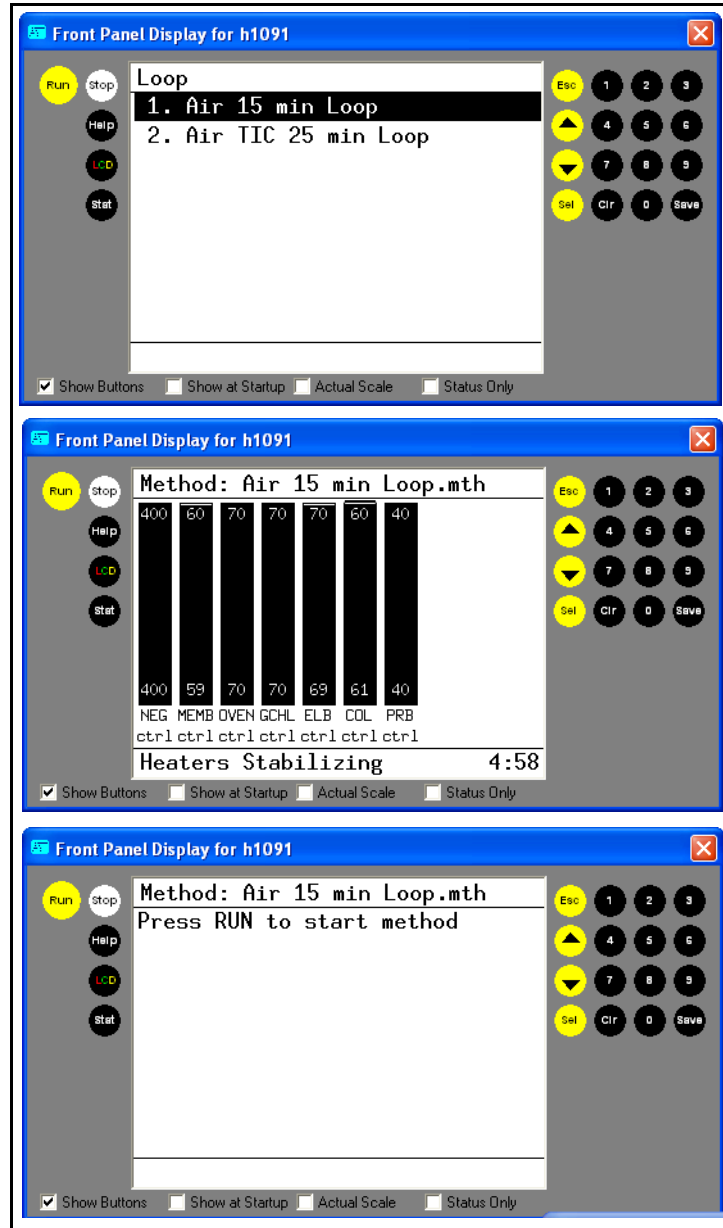 Front Panel Display for h1091
Run Stop Loop Esc 1 2 3
1. Air 15 min Loop
Help 2. Air TIC 25 min Loop 4 5 6
LCD 7 8 9
Stat Sel Clr 0 Save
Show Buttons Show at Startup Actual Scale Status Only
Front Panel Display for h1091
Run Stop Method: Air 15 min Loop.mth Esc 1 2 3
400 60 70 70 70 60 40
Help 4 5 6
LCD 7 8 9
Stat Sel Clr 0 Save
400 59 70 70 69 61 40
NEG MEMB OVEN GCHL ELB COL PRB
ctrl ctrl ctrl ctrl ctrl ctrl ctrl
Heaters Stabilizing 4:58
Show Buttons Show at Startup Actual Scale Status Only
Front Panel Display for h1091
Run Stop Method: Air 15 min Loop.mth Esc 1 2 3
Press RUN to start method
Help 4 5 6
LCD 7 8 9
Stat Sel Clr 0 Save
Show Buttons Show at Startup Actual Scale Status Only